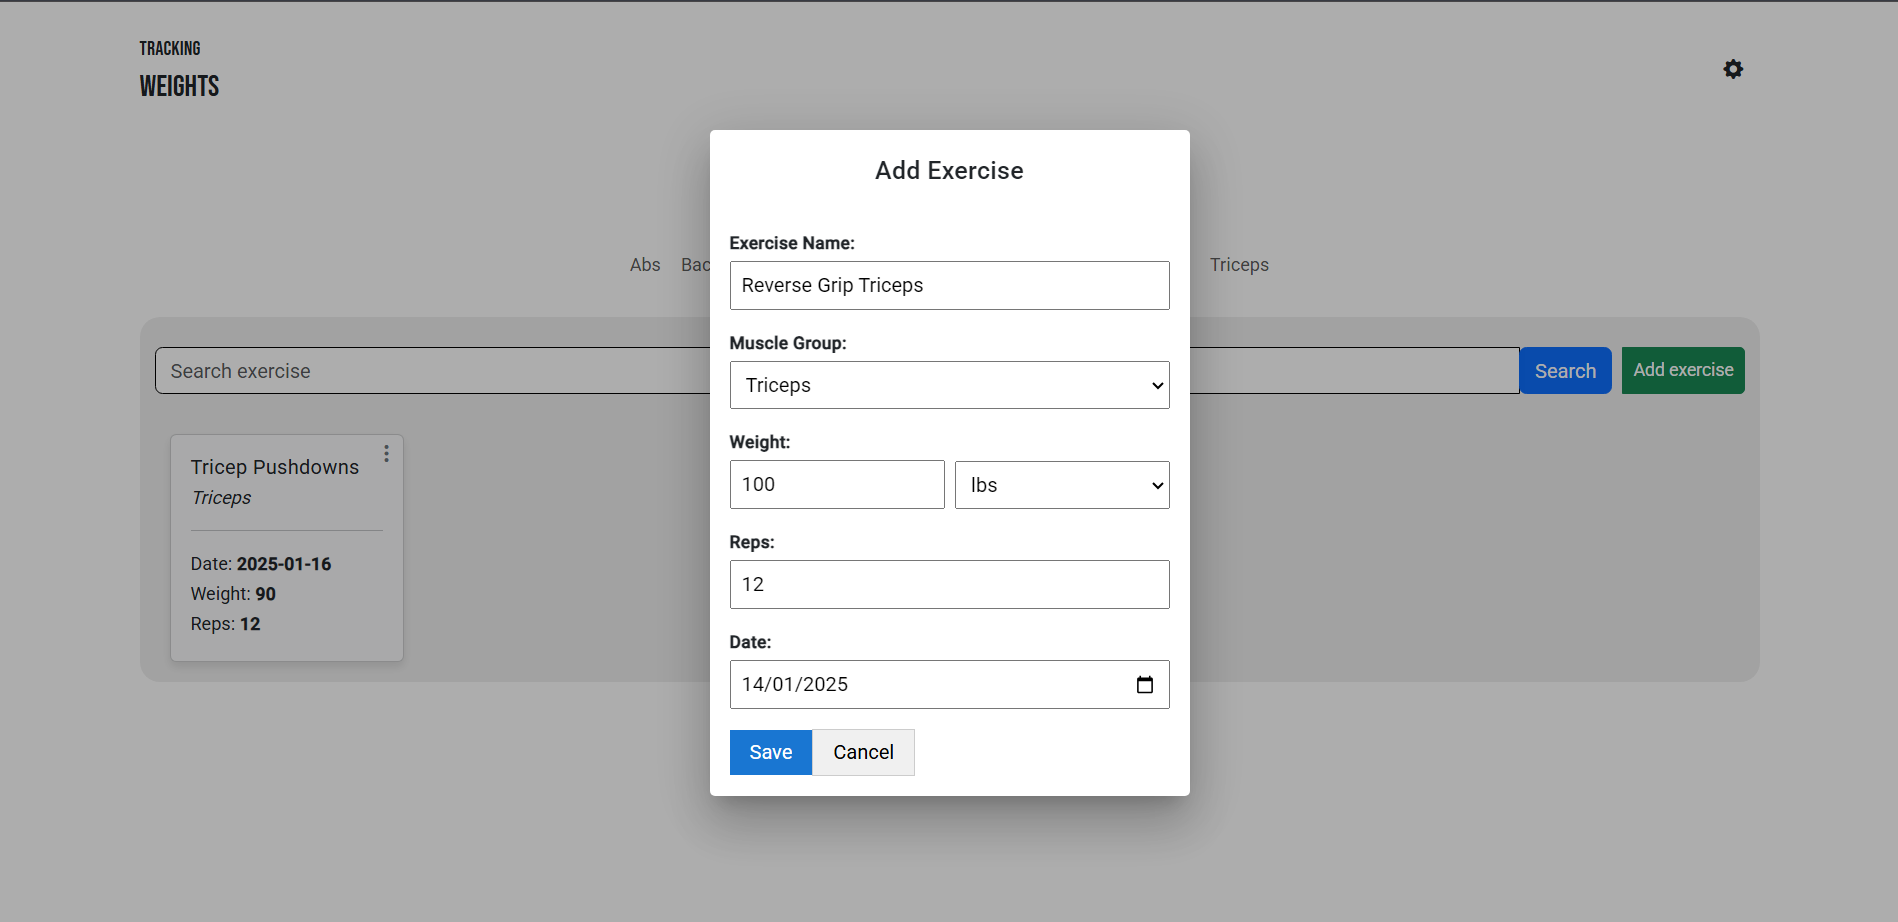 TRACKING
WEIGHTS
Abs Bac Triceps
Search exercise Search Add exercise
Tricep Pushdowns
Triceps
Date: 2025-01-16
Weight: 90
Reps: 12
Add Exercise
Exercise Name:
Reverse Grip Triceps
Muscle Group:
Triceps
Weight:
100 lbs
Reps:
12
Date:
14/01/2025
Save Cancel